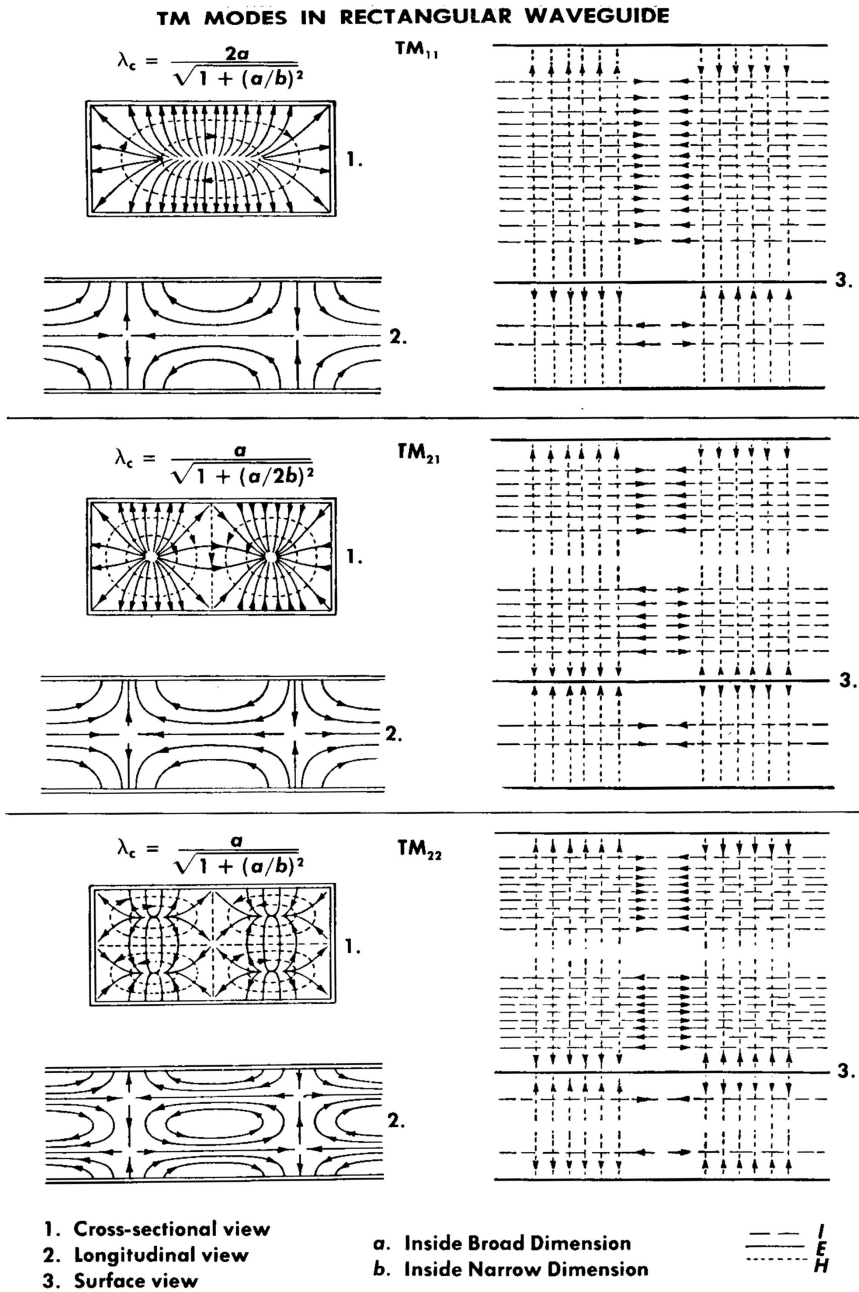 TM MODES IN RECTANGULAR WAVEGUIDE
λc = 2a / √1 + (a/b)²
TM₁₁
1.
2.
3.
λc = a / √1 + (a/2b)²
TM₂₁
1.
2.
3.
λc = a / √1 + (a/b)²
TM₂₂
1.
2.
3.
1. Cross-sectional view
2. Longitudinal view
3. Surface view
a. Inside Broad Dimension
b. Inside Narrow Dimension
I
E
H